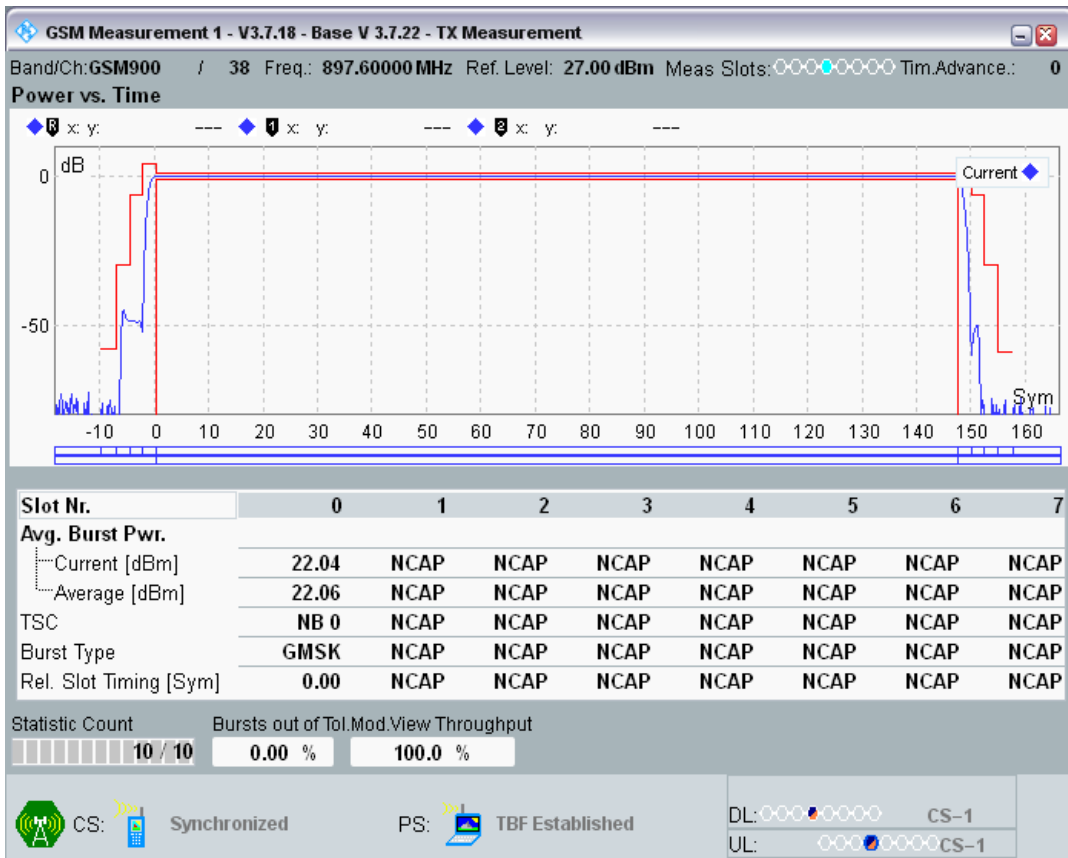 GSM Measurement 1 - V3.7.18 - Base V 3.7.22 - TX Measurement
Band/Ch:GSM900 / 38 Freq.: 897.60000 MHz Ref. Level: 27.00 dBm Meas Slots: Tim.Advance.: 0
Power vs. Time
R x: y: --- 1 x: y: --- 2 x: y: ---
dB
Current
0
-50
Sym
-10 0 10 20 30 40 50 60 70 80 90 100 110 120 130 140 150 160
Slot Nr. 0 1 2 3 4 5 6 7
Avg. Burst Pwr.
Current [dBm] 22.04 NCAP NCAP NCAP NCAP NCAP NCAP NCAP
Average [dBm] 22.06 NCAP NCAP NCAP NCAP NCAP NCAP NCAP
TSC NB 0 NCAP NCAP NCAP NCAP NCAP NCAP NCAP
Burst Type GMSK NCAP NCAP NCAP NCAP NCAP NCAP NCAP
Rel. Slot Timing [Sym] 0.00 NCAP NCAP NCAP NCAP NCAP NCAP NCAP
Statistic Count Bursts out of Tol.Mod.View Throughput
10 / 10 0.00 % 100.0 %
CS: Synchronized PS: TBF Established
DL: CS-1
UL: CS-1